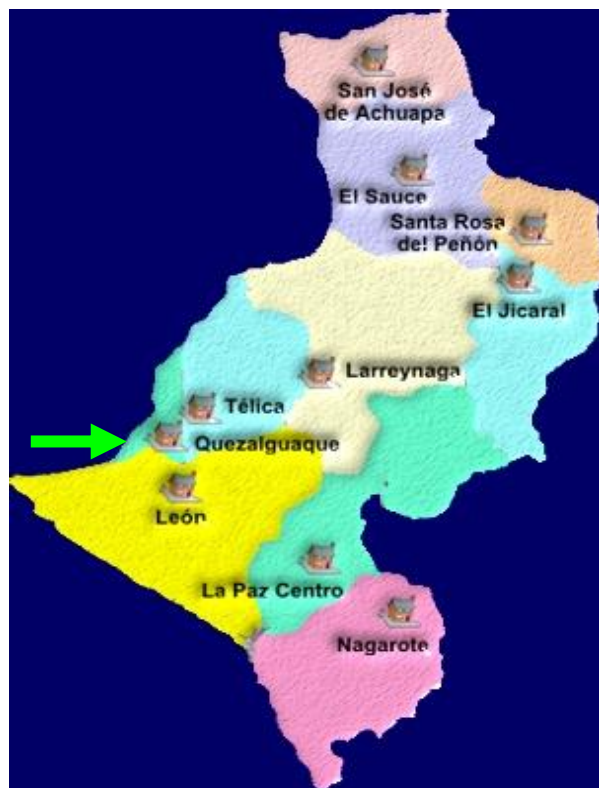 San José
de Achuapa
El Sauce
Santa Rosa
del Peñón
El Jicaral
Larreynaga
Télica
Quezalguaque
León
La Paz Centro
Nagarote